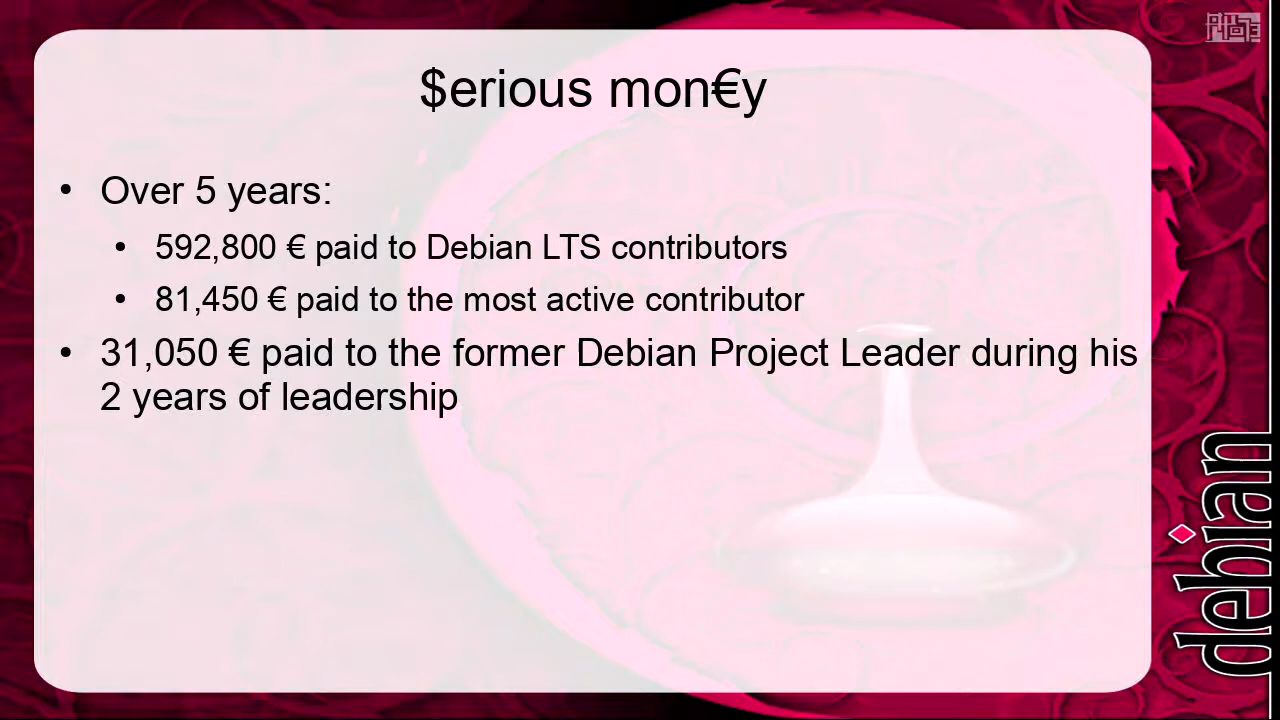 $erious mon€y
• Over 5 years:
• 592,800 € paid to Debian LTS contributors
• 81,450 € paid to the most active contributor
• 31,050 € paid to the former Debian Project Leader during his
2 years of leadership
debian